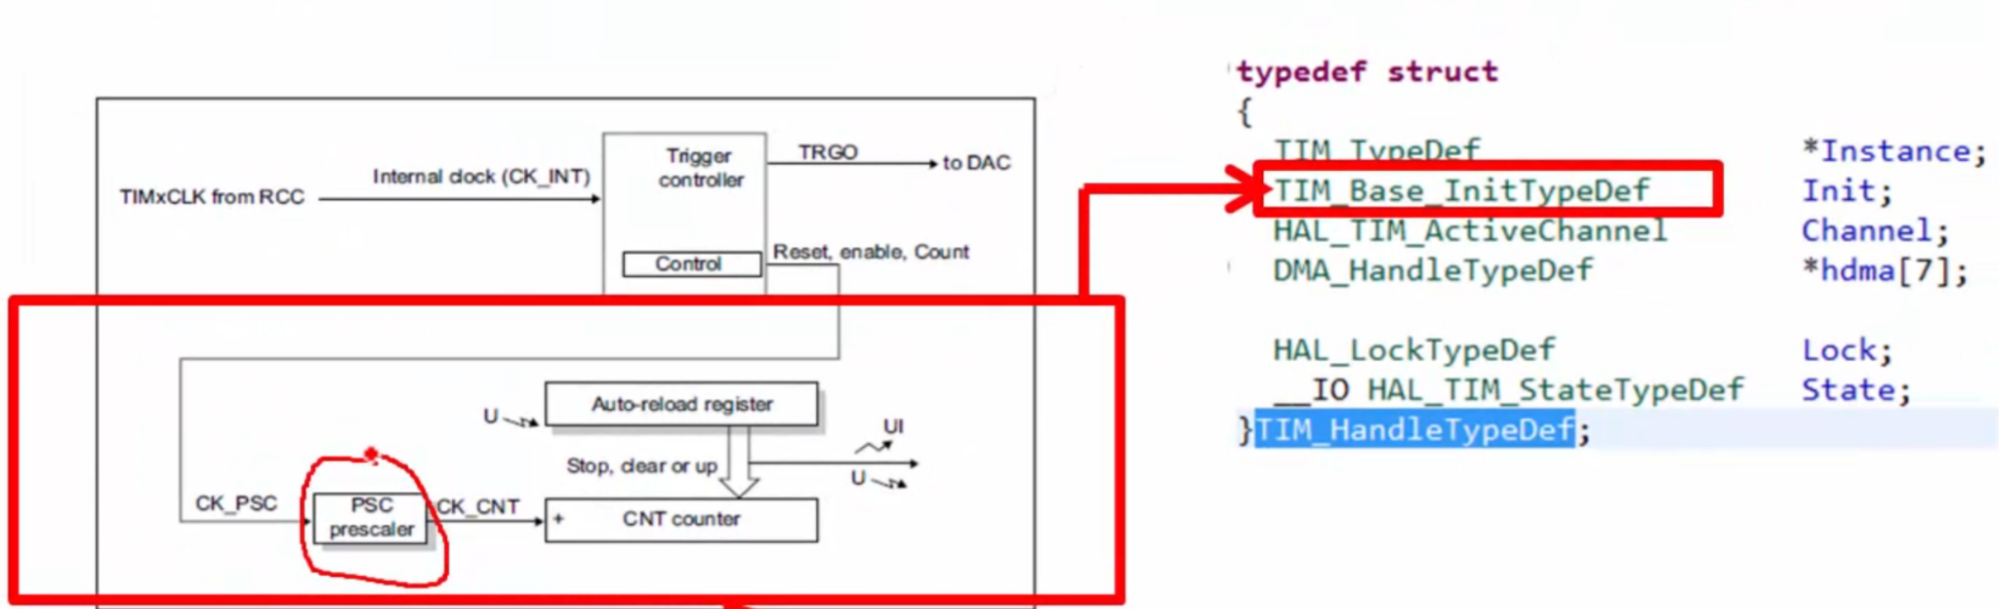 Trigger
controller
TRGO
to DAC
Internal clock (CK_INT)
TIMxCLK from RCC
Control
Reset, enable, Count
Auto-reload register
U
UI
Stop, clear or up
U
CK_PSC
PSC
prescaler
CK_CNT
+
CNT counter
typedef struct
{
TIM_TypeDef *Instance;
TIM_Base_InitTypeDef Init;
HAL_TIM_ActiveChannel Channel;
DMA_HandleTypeDef *hdma[7];
HAL_LockTypeDef Lock;
__IO HAL_TIM_StateTypeDef State;
}TIM_HandleTypeDef;